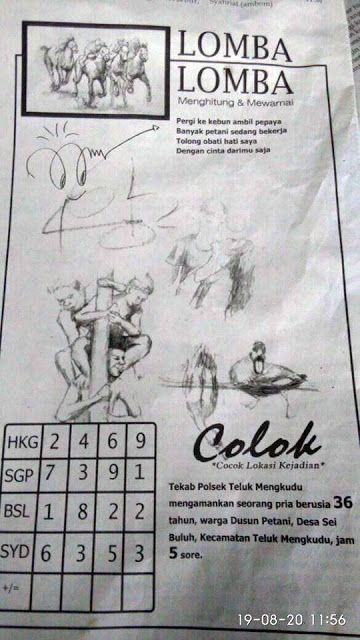 Syahriat.(ambom)
LOMBA
LOMBA
Menghitung & Mewarnai
Pergi ke kebun ambil pepaya
Banyak petani sedang bekerja
Tolong obati hati saya
Dengan cinta darimu saja
HKG 2 4 6 9
SGP 7 3 9 1
BSL 1 8 2 2
SYD 6 3 5 3
+/=
Colok
*Cocok Lokasi Kejadian*
Tekab Polsek Teluk Mengkudu
mengamankan seorang pria berusia 36
tahun, warga Dusun Petani, Desa Sei
Buluh, Kecamatan Teluk Mengkudu, jam
5 sore.
19-08-20 11:56